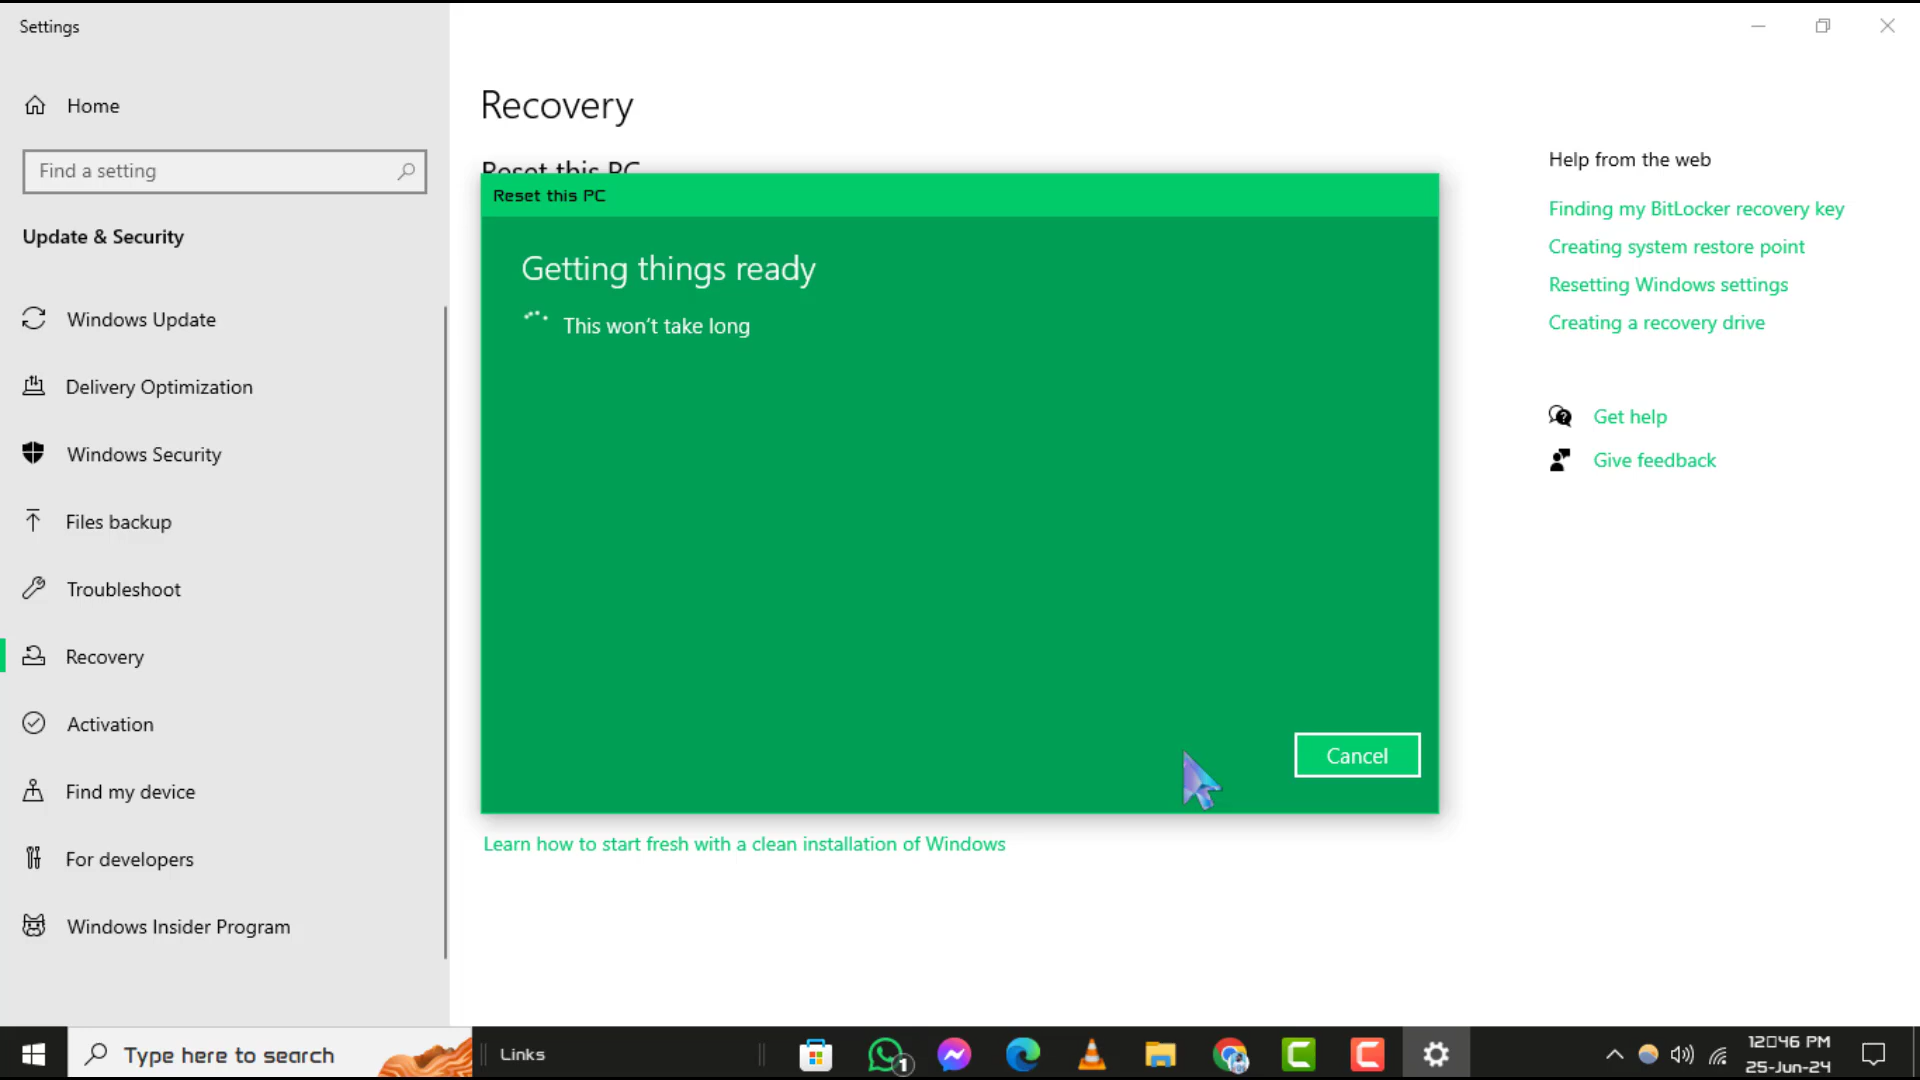 Settings
Home
Find a setting
Update & Security
Windows Update
Delivery Optimization
Windows Security
Files backup
Troubleshoot
Recovery
Activation
Find my device
For developers
Windows Insider Program
Recovery
Reset this PC
Reset this PC
Getting things ready
This won't take long
Cancel
Learn how to start fresh with a clean installation of Windows
Help from the web
Finding my BitLocker recovery key
Creating system restore point
Resetting Windows settings
Creating a recovery drive
Get help
Give feedback
Type here to search
Links
1
12□46 PM
25-Jun-24